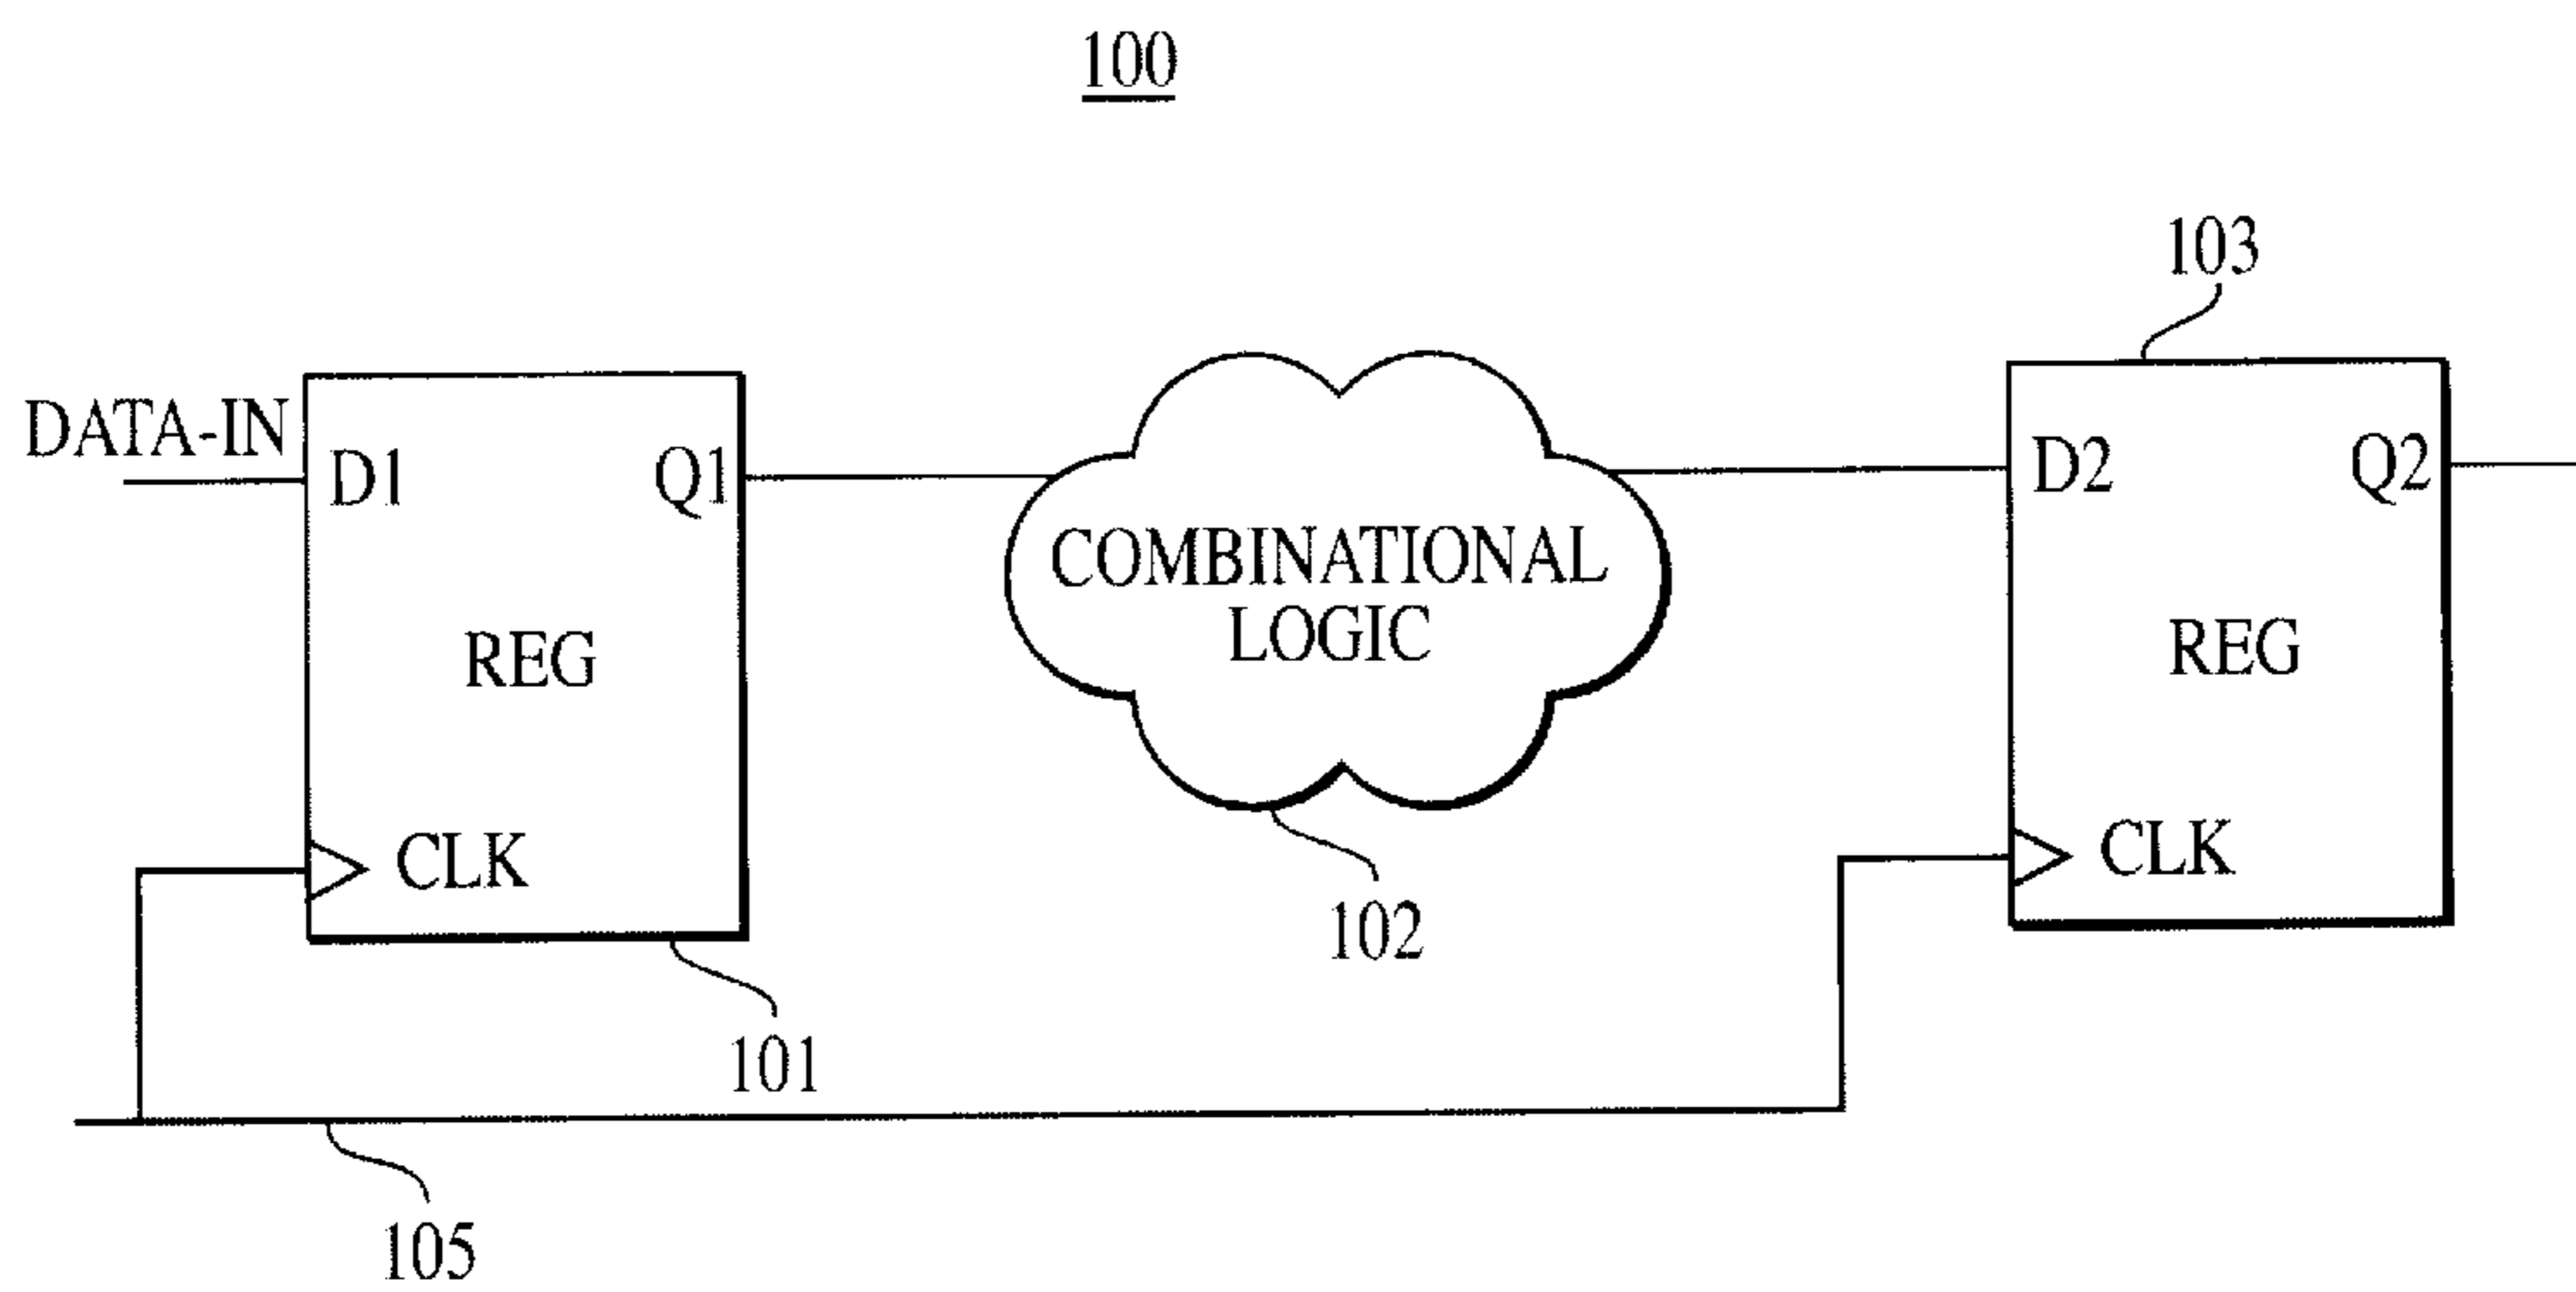 100
103
DATA-IN
D1
Q1
D2
Q2
COMBINATIONAL
LOGIC
REG
REG
CLK
CLK
102
101
105